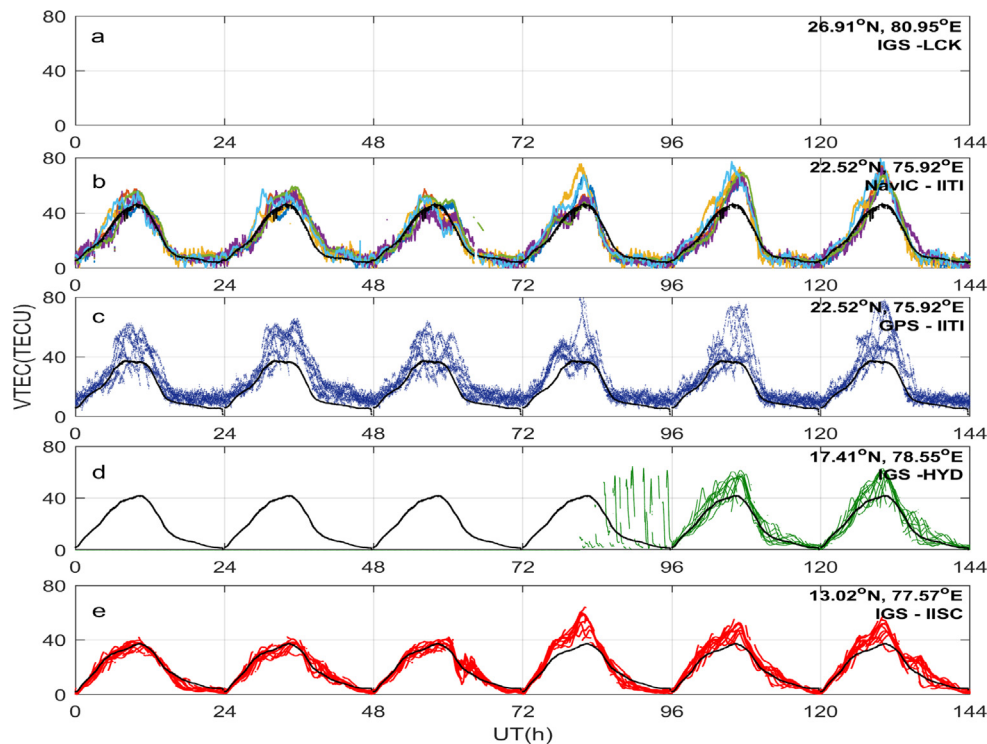 80
a
26.91°N, 80.95°E
IGS -LCK
40
0
0 24 48 72 96 120 144
80
b
22.52°N, 75.92°E
NavIC - IITI
40
0
0 24 48 72 96 120 144
80
c
22.52°N, 75.92°E
GPS - IITI
40
0
0 24 48 72 96 120 144
VTEC(TECU)
80
d
17.41°N, 78.55°E
IGS -HYD
40
0
0 24 48 72 96 120 144
80
e
13.02°N, 77.57°E
IGS - IISC
40
0
0 24 48 72 96 120 144
UT(h)